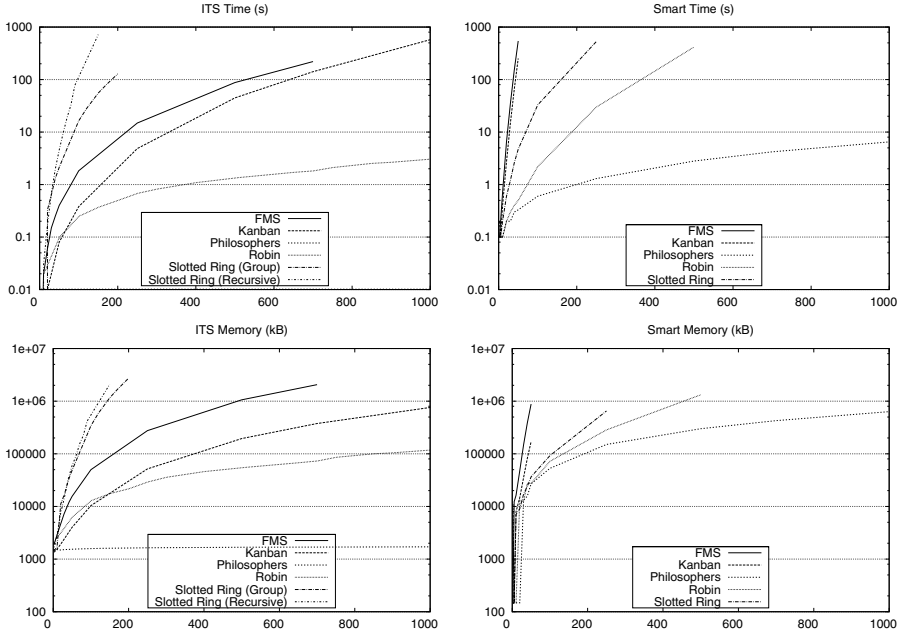 ITS Time (s)
1000
100
10
1
0.1
0.01
0
200
400
600
800
1000
FMS
Kanban
Philosophers
Robin
Slotted Ring (Group)
Slotted Ring (Recursive)
Smart Time (s)
1000
100
10
1
0.1
0.01
0
200
400
600
800
1000
FMS
Kanban
Philosophers
Robin
Slotted Ring
ITS Memory (kB)
1e+07
1e+06
100000
10000
1000
100
0
200
400
600
800
1000
FMS
Kanban
Philosophers
Robin
Slotted Ring (Group)
Slotted Ring (Recursive)
Smart Memory (kB)
1e+07
1e+06
100000
10000
1000
100
0
200
400
600
800
1000
FMS
Kanban
Philosophers
Robin
Slotted Ring